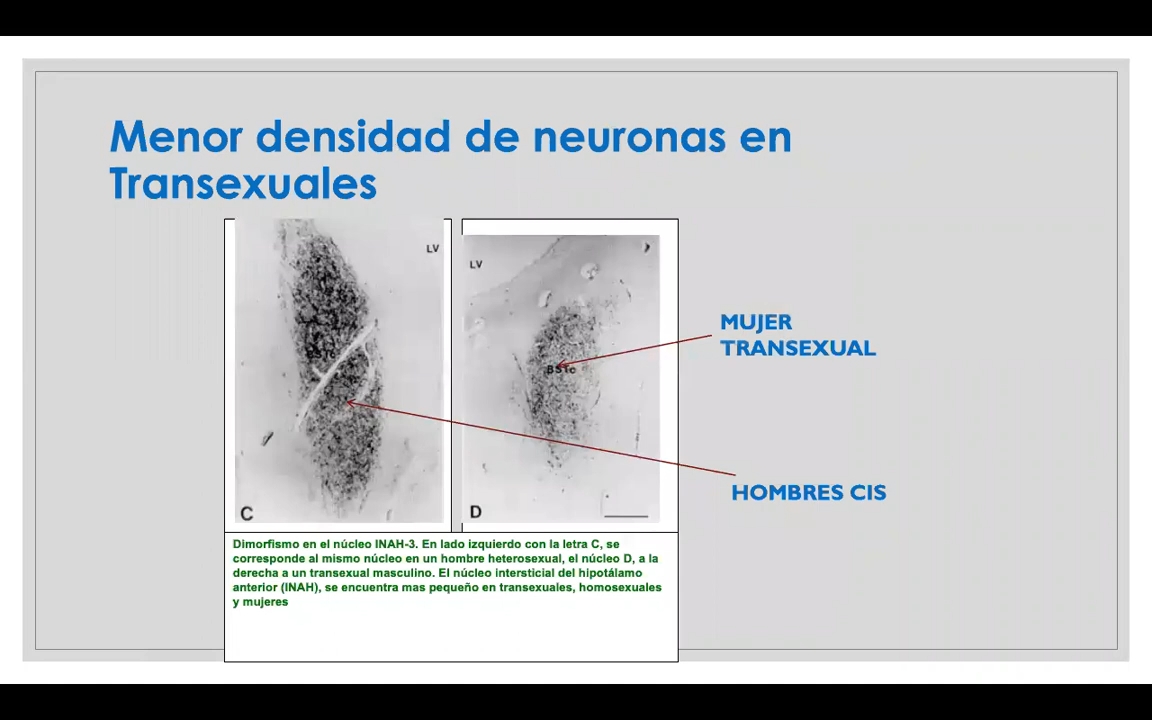 Menor densidad de neuronas en
Transexuales
LV
BSTc
C
LV
BSTc
D
MUJER
TRANSEXUAL
HOMBRES CIS
Dimorfismo en el núcleo INAH-3. En lado izquierdo con la letra C, se
corresponde al mismo núcleo en un hombre heterosexual, el núcleo D, a la
derecha a un transexual masculino. El núcleo intersticial del hipotálamo
anterior (INAH), se encuentra mas pequeño en transexuales, homosexuales
y mujeres